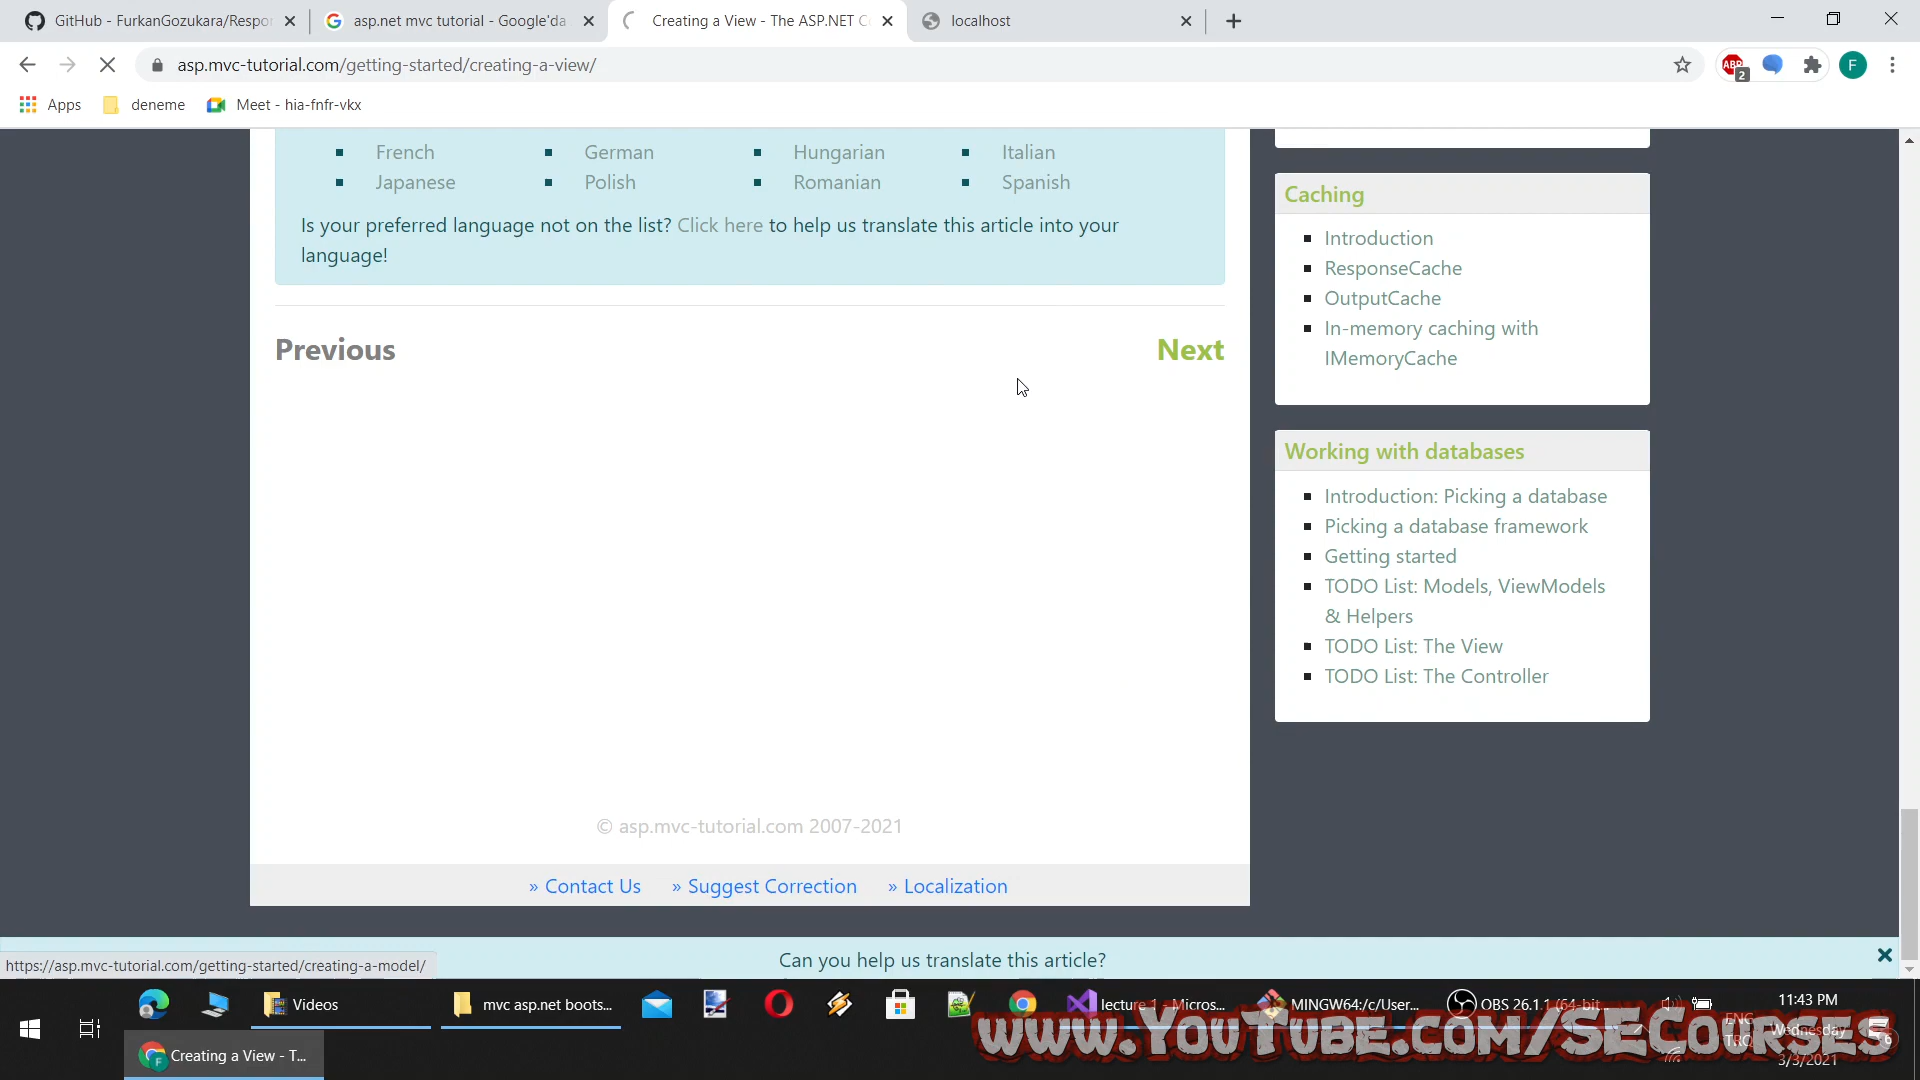 GitHub - FurkanGozukara/Respo
asp.net mvc tutorial - Google'da
Creating a View - The ASP.NET C
localhost
asp.mvc-tutorial.com/getting-started/creating-a-view/
ABP
2
F
Apps
deneme
Meet - hia-fnfr-vkx
French
German
Hungarian
Italian
Japanese
Polish
Romanian
Spanish
Is your preferred language not on the list? Click here to help us translate this article into your
language!
Previous
Next
Caching
Introduction
ResponseCache
OutputCache
In-memory caching with
IMemoryCache
Working with databases
Introduction: Picking a database
Picking a database framework
Getting started
TODO List: Models, ViewModels
& Helpers
TODO List: The View
TODO List: The Controller
© asp.mvc-tutorial.com 2007-2021
» Contact Us
» Suggest Correction
» Localization
https://asp.mvc-tutorial.com/getting-started/creating-a-model/
Can you help us translate this article?
Videos
mvc asp.net boots...
lecture 1 - Micros...
MINGW64:/c/User...
OBS 26.1.1 (64-bit...
11:43 PM
ENG
Wednesday
TRQ
3/3/2021
Creating a View - T...
www.YouTube.com/SECourses